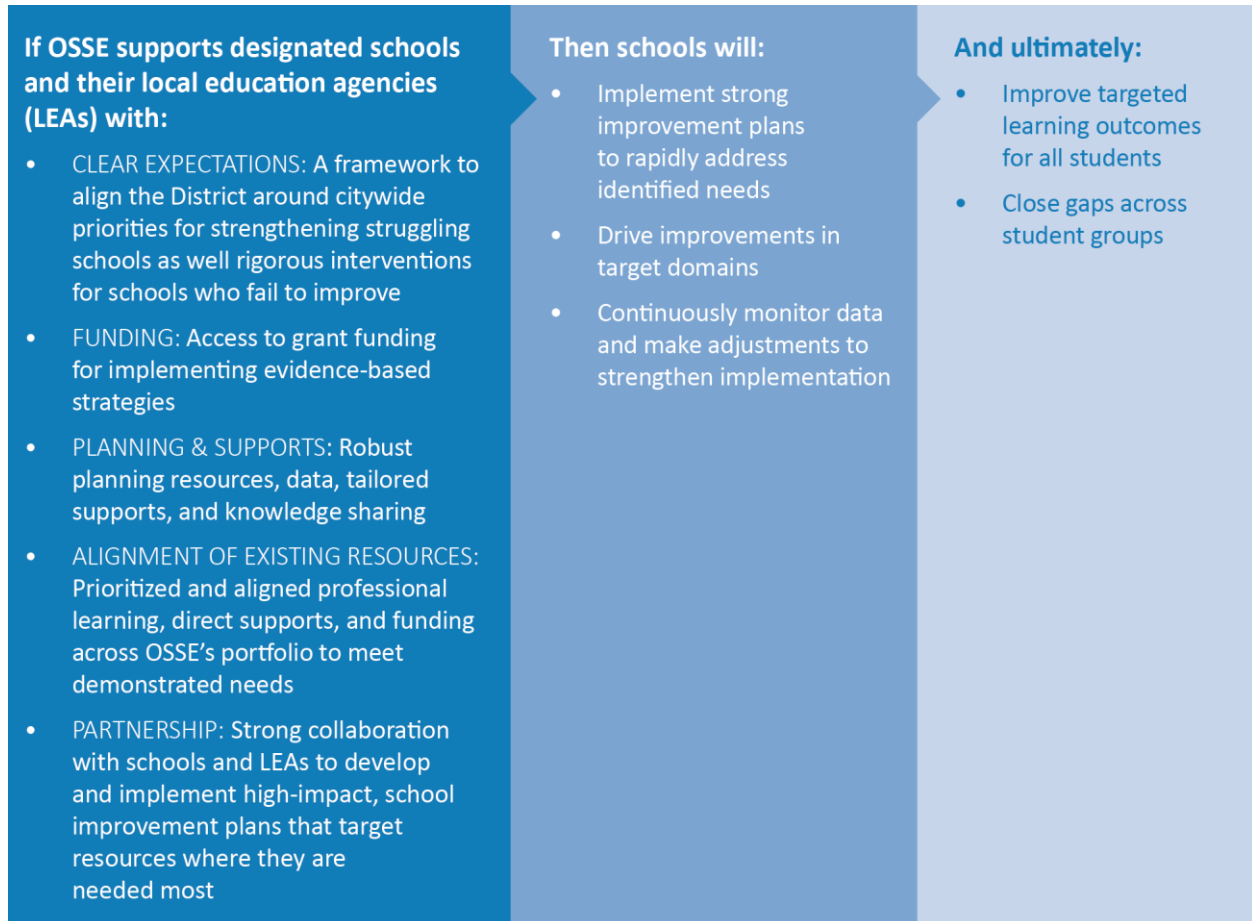 If OSSE supports designated schools
and their local education agencies
(LEAs) with:
• CLEAR EXPECTATIONS: A framework to
align the District around citywide
priorities for strengthening struggling
schools as well rigorous interventions
for schools who fail to improve
• FUNDING: Access to grant funding
for implementing evidence-based
strategies
• PLANNING & SUPPORTS: Robust
planning resources, data, tailored
supports, and knowledge sharing
• ALIGNMENT OF EXISTING RESOURCES:
Prioritized and aligned professional
learning, direct supports, and funding
across OSSE’s portfolio to meet
demonstrated needs
• PARTNERSHIP: Strong collaboration
with schools and LEAs to develop
and implement high-impact, school
improvement plans that target
resources where they are
needed most
Then schools will:
• Implement strong
improvement plans
to rapidly address
identified needs
• Drive improvements in
target domains
• Continuously monitor data
and make adjustments to
strengthen implementation
And ultimately:
• Improve targeted
learning outcomes
for all students
• Close gaps across
student groups